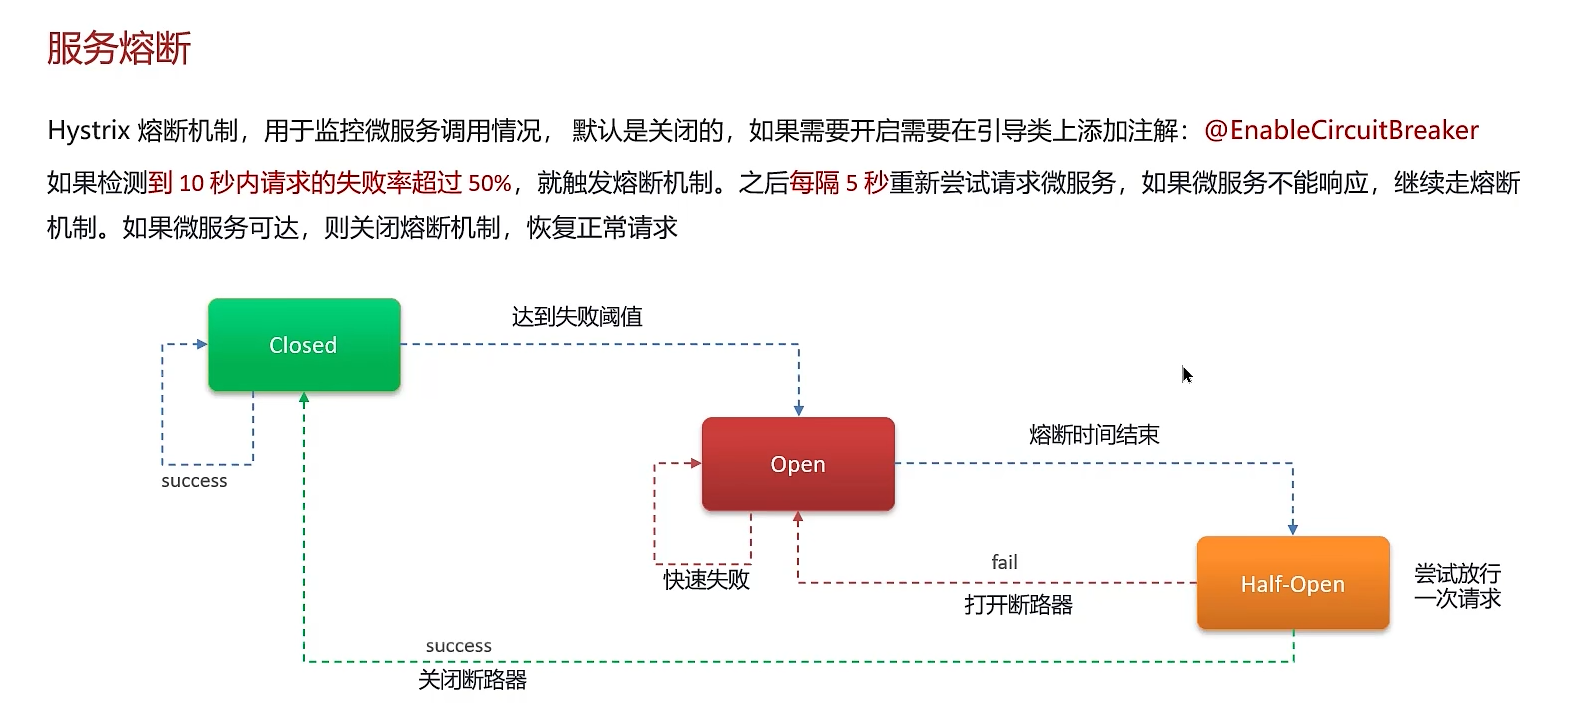 服务熔断
Hystrix 熔断机制，用于监控微服务调用情况， 默认是关闭的，如果需要开启需要在引导类上添加注解：@EnableCircuitBreaker
如果检测到 10 秒内请求的失败率超过 50%，就触发熔断机制。之后每隔 5 秒重新尝试请求微服务，如果微服务不能响应，继续走熔断
机制。如果微服务可达，则关闭熔断机制，恢复正常请求
达到失败阈值
Closed
熔断时间结束
Open
success
快速失败
fail
打开断路器
Half-Open
尝试放行
一次请求
success
关闭断路器